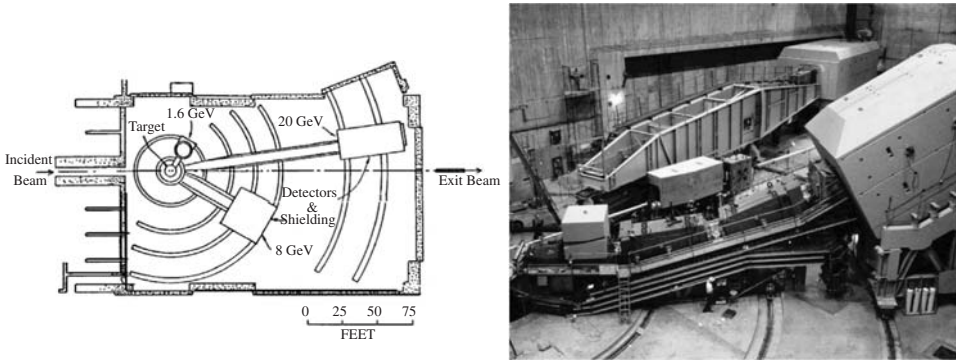 1.6 GeV
Target
20 GeV
Incident
Beam
Exit Beam
Detectors
&
Shielding
8 GeV
0 25 50 75
FEET